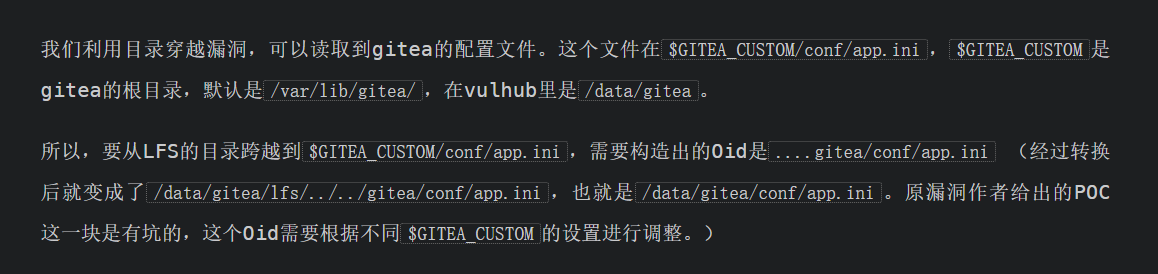 我们利用目录穿越漏洞，可以读取到gitea的配置文件。这个文件在 $GITEA_CUSTOM/conf/app.ini ， $GITEA_CUSTOM 是
gitea的根目录，默认是 /var/lib/gitea/ ，在vulhub里是 /data/gitea 。
所以，要从LFS的目录跨越到 $GITEA_CUSTOM/conf/app.ini ，需要构造出的Oid是 ....gitea/conf/app.ini （经过转换
后就变成了 /data/gitea/lfs/../../gitea/conf/app.ini ，也就是 /data/gitea/conf/app.ini 。原漏洞作者给出的POC
这一块是有坑的，这个Oid需要根据不同 $GITEA_CUSTOM 的设置进行调整。）